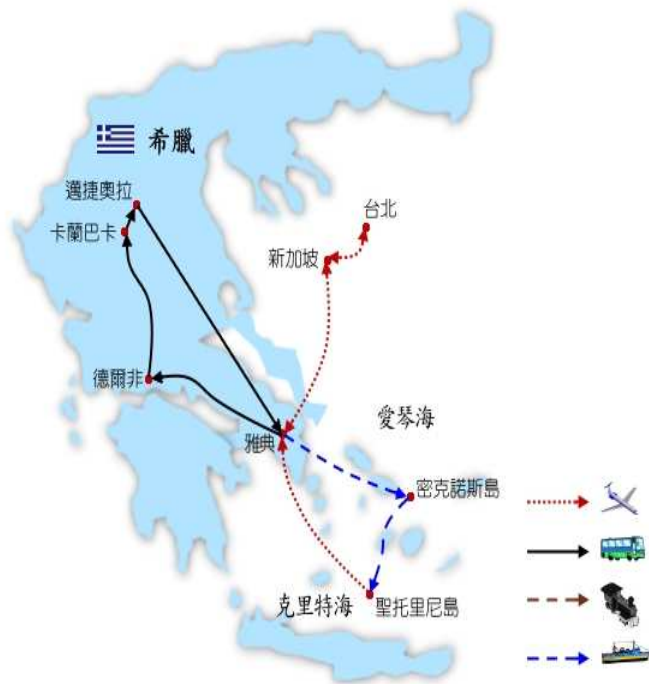 希臘
邁捷奧拉
台北
卡蘭巴卡
新加坡
德爾非
愛琴海
雅典
密克諾斯島
克里特海
聖托里尼島